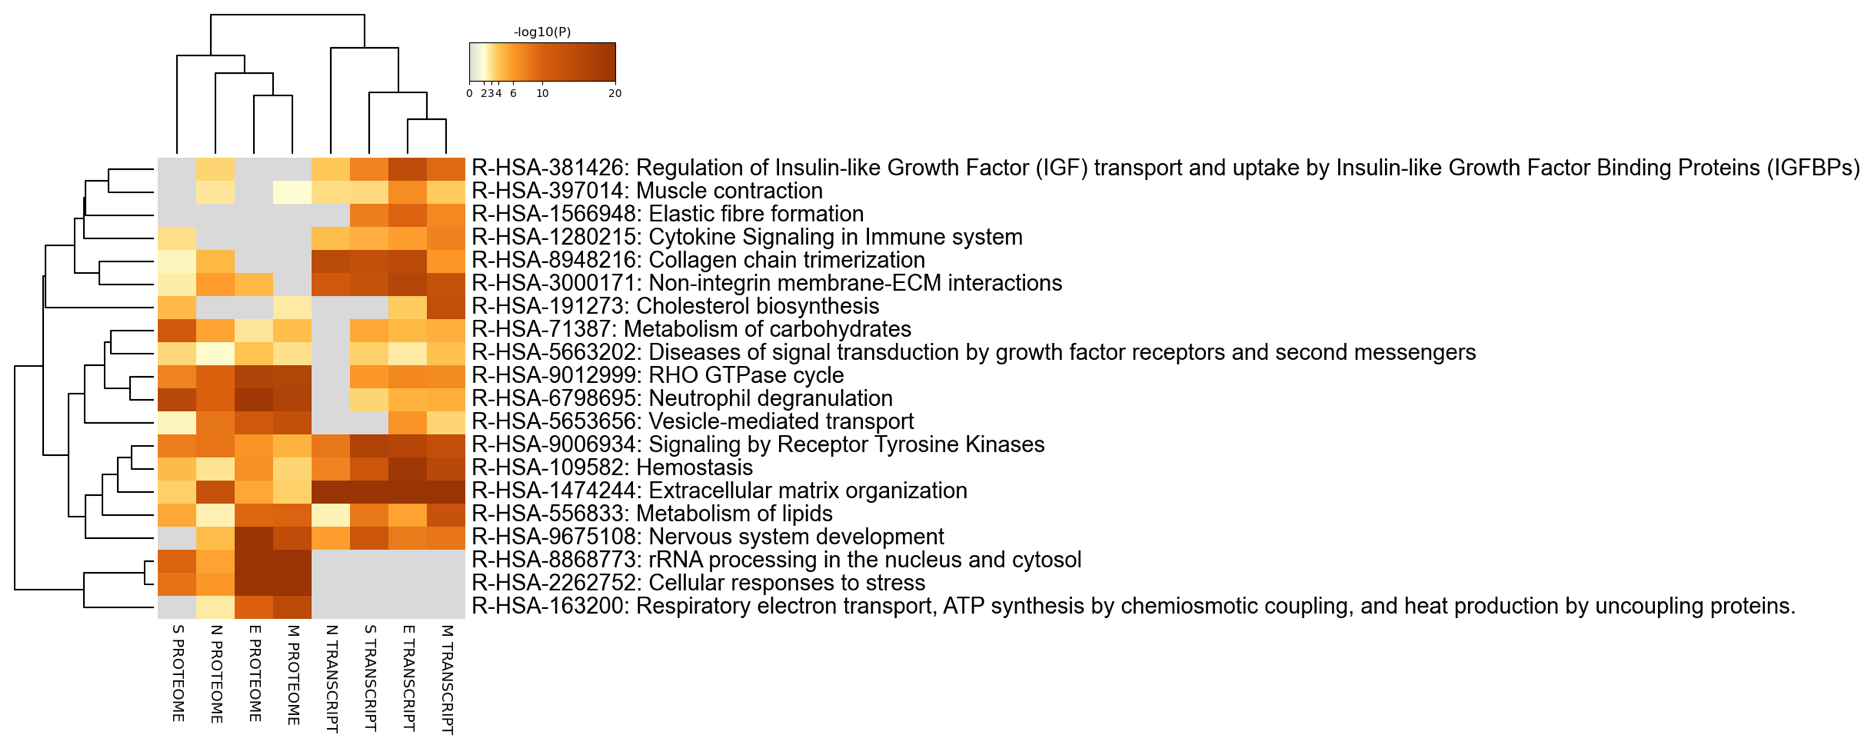 -log10(P)
0 2 3 4 6 10 20
R-HSA-381426: Regulation of Insulin-like Growth Factor (IGF) transport and uptake by Insulin-like Growth Factor Binding Proteins (IGFBPs)
R-HSA-397014: Muscle contraction
R-HSA-1566948: Elastic fibre formation
R-HSA-1280215: Cytokine Signaling in Immune system
R-HSA-8948216: Collagen chain trimerization
R-HSA-3000171: Non-integrin membrane-ECM interactions
R-HSA-191273: Cholesterol biosynthesis
R-HSA-71387: Metabolism of carbohydrates
R-HSA-5663202: Diseases of signal transduction by growth factor receptors and second messengers
R-HSA-9012999: RHO GTPase cycle
R-HSA-6798695: Neutrophil degranulation
R-HSA-5653656: Vesicle-mediated transport
R-HSA-9006934: Signaling by Receptor Tyrosine Kinases
R-HSA-109582: Hemostasis
R-HSA-1474244: Extracellular matrix organization
R-HSA-556833: Metabolism of lipids
R-HSA-9675108: Nervous system development
R-HSA-8868773: rRNA processing in the nucleus and cytosol
R-HSA-2262752: Cellular responses to stress
R-HSA-163200: Respiratory electron transport, ATP synthesis by chemiosmotic coupling, and heat production by uncoupling proteins.
S PROTEOME
N PROTEOME
E PROTEOME
M PROTEOME
N TRANSCRIPT
S TRANSCRIPT
E TRANSCRIPT
M TRANSCRIPT